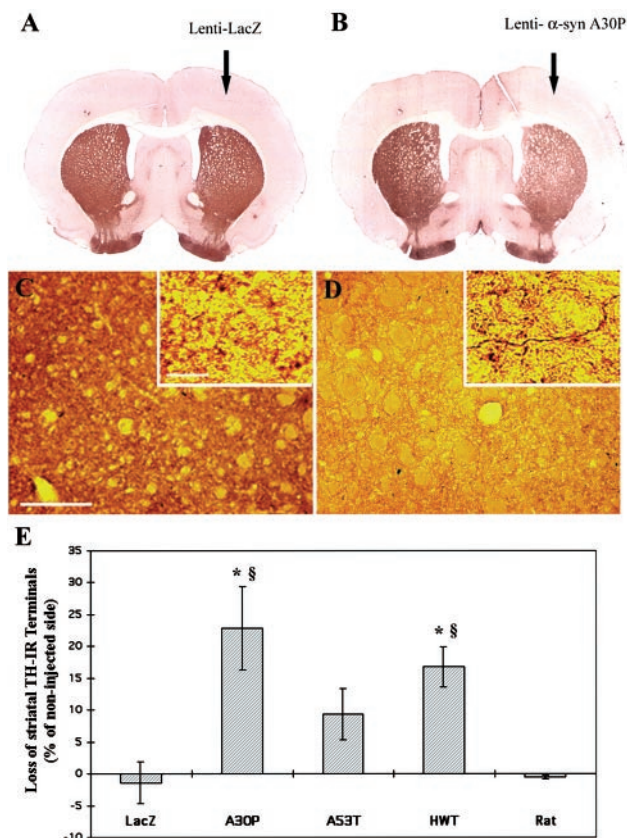 A
Lenti-LacZ
B
Lenti- α-syn A30P
C
D
E
Loss of striatal TH-IR Terminals
(% of non-injected side)
35
30
25
20
15
10
5
0
-5
-10
* §
* §
LacZ
A30P
A53T
HWT
Rat